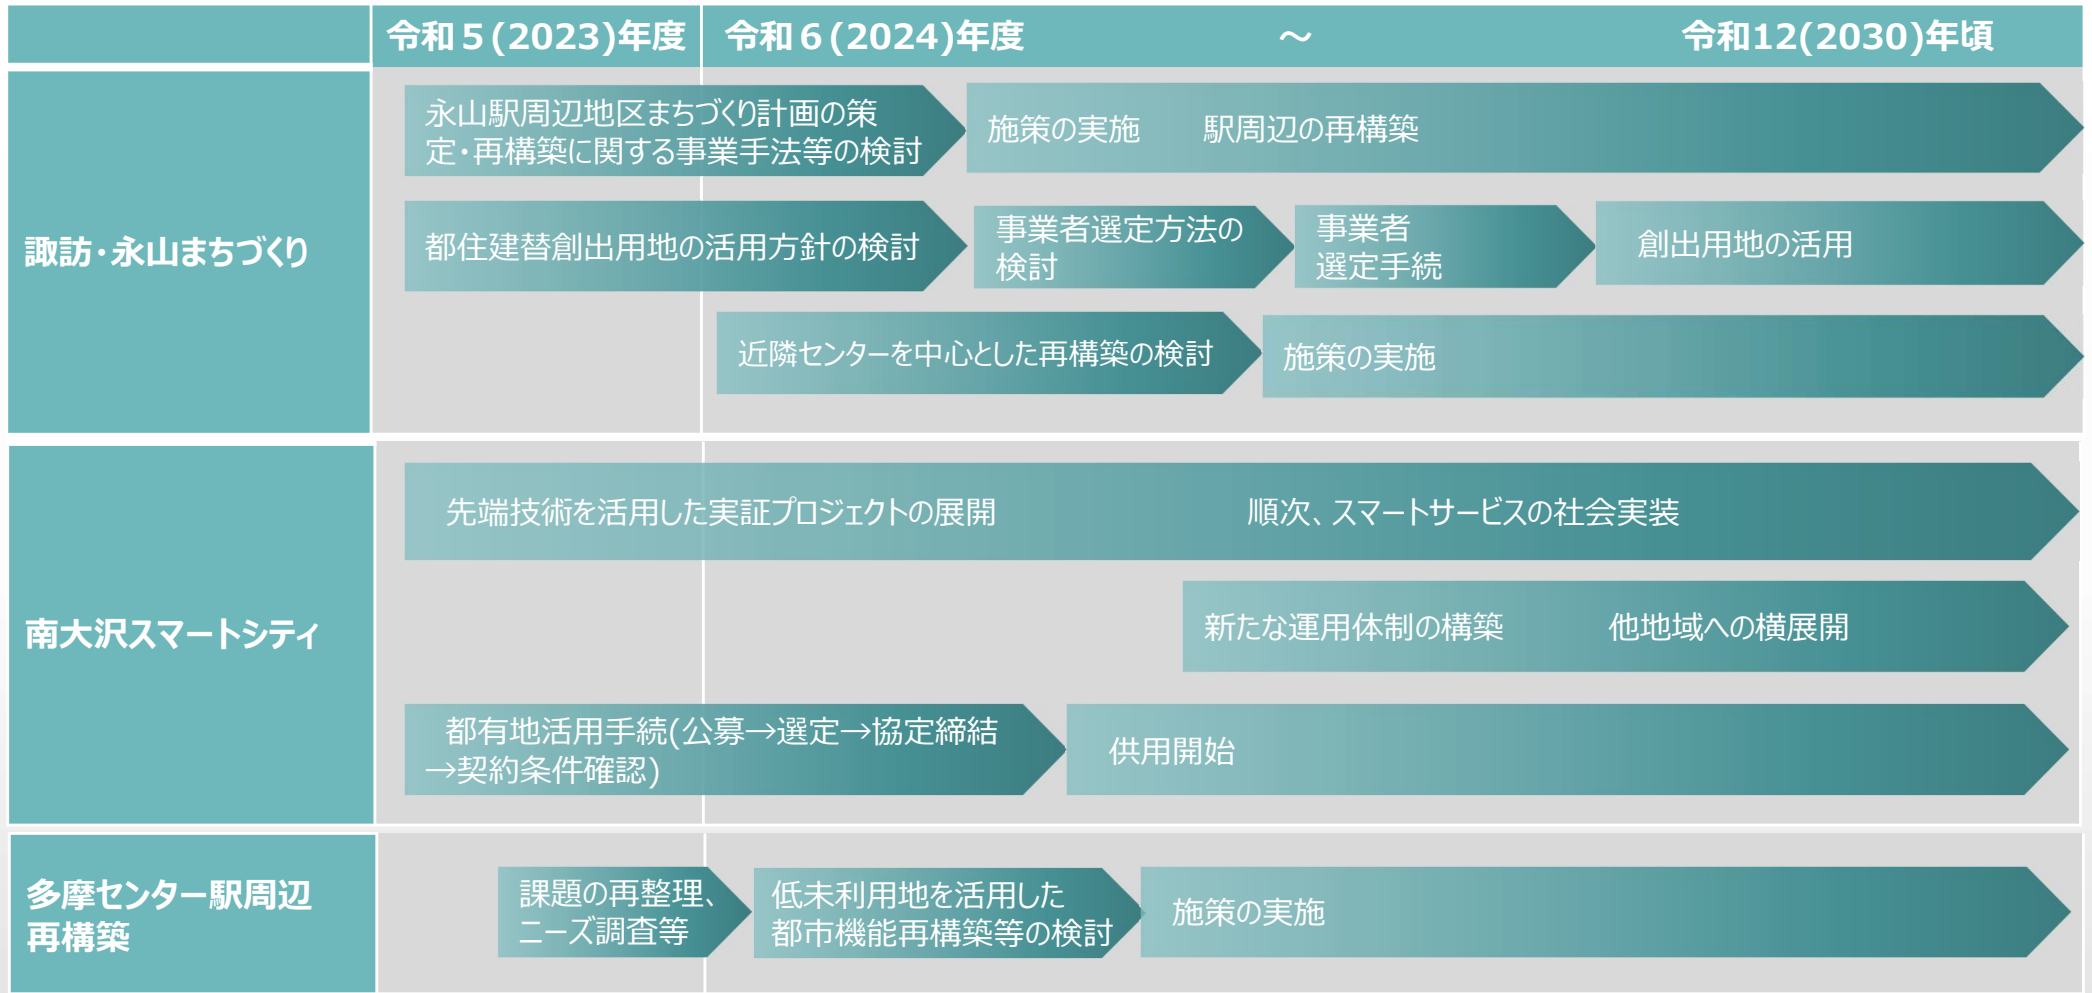 令和５(2023)年度
令和６(2024)年度
～
令和12(2030)年頃
諏訪・永山まちづくり
永山駅周辺地区まちづくり計画の策
定・再構築に関する事業手法等の検討
施策の実施
駅周辺の再構築
都住建替創出用地の活用方針の検討
事業者選定方法の
検討
事業者
選定手続
創出用地の活用
近隣センターを中心とした再構築の検討
施策の実施
南大沢スマートシティ
先端技術を活用した実証プロジェクトの展開
順次、スマートサービスの社会実装
新たな運用体制の構築
他地域への横展開
都有地活用手続(公募→選定→協定締結
→契約条件確認)
供用開始
多摩センター駅周辺
再構築
課題の再整理、
ニーズ調査等
低未利用地を活用した
都市機能再構築等の検討
施策の実施